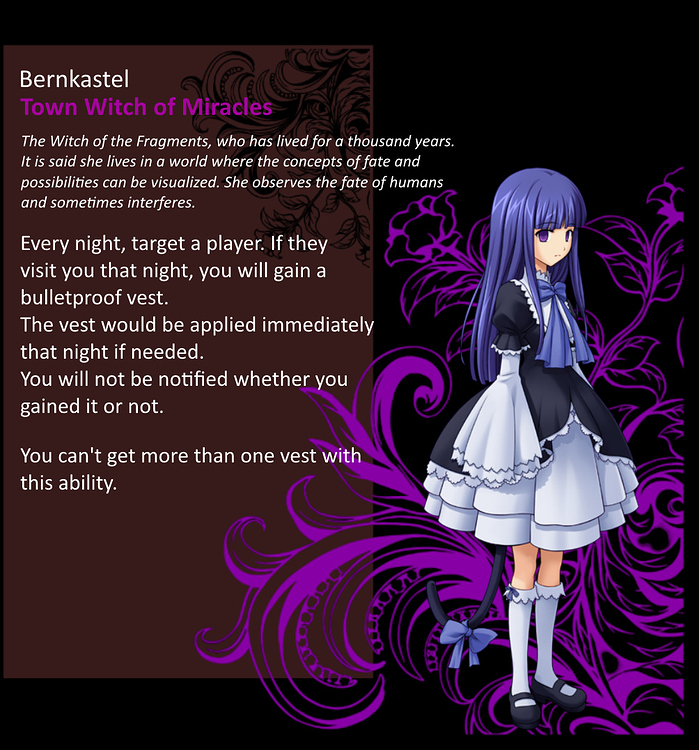 Bernkastel
Town Witch of Miracles
The Witch of the Fragments, who has lived for a thousand years.
It is said she lives in a world where the concepts of fate and
possibilities can be visualized. She observes the fate of humans
and sometimes interferes.
Every night, target a player. If they
visit you that night, you will gain a
bulletproof vest.
The vest would be applied immediately
that night if needed.
You will not be notified whether you
gained it or not.
You can't get more than one vest with
this ability.